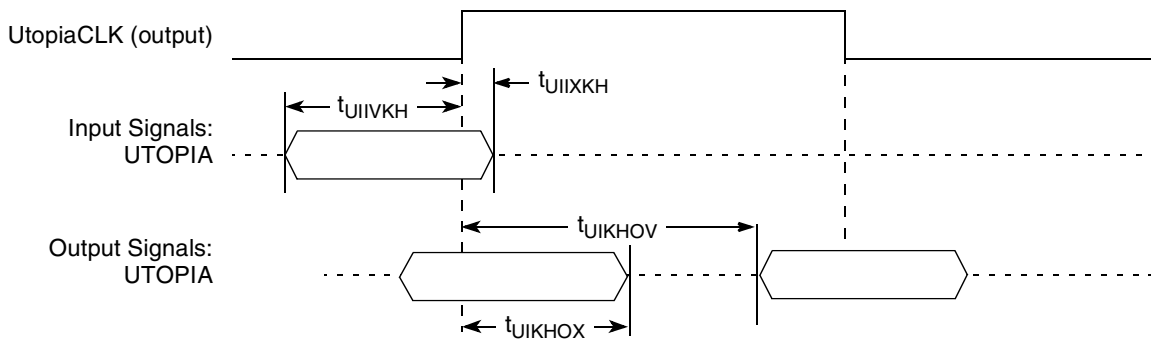 UtopiaCLK (output)
tUIIXKH
tUIIVKH
Input Signals:
UTOPIA
tUIKHOV
Output Signals:
UTOPIA
tUIKHOX